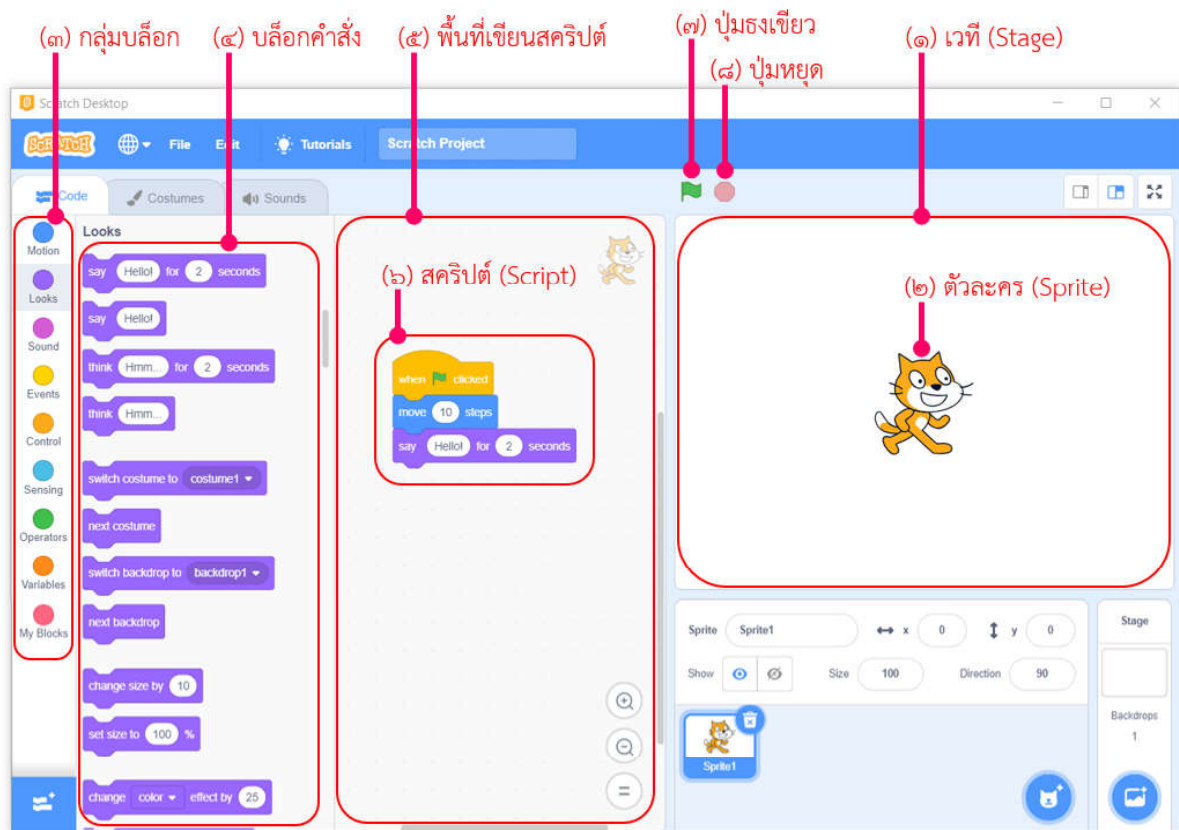 (๓) กลุ่มบล็อก
(๔) บล็อกคำสั่ง
(๕) พื้นที่เขียนสคริปต์
(๗) ปุ่มธงเขียว
(๘) ปุ่มหยุด
(๑) เวที (Stage)
Scratch Desktop
SCRATCH
File
Edit
Tutorials
Scratch Project
Code
Costumes
Sounds
Motion
Looks
Sound
Events
Control
Sensing
Operators
Variables
My Blocks
Looks
say Hello! for 2 seconds
say Hello!
think Hmm... for 2 seconds
think Hmm...
switch costume to costume1
next costume
switch backdrop to backdrop1
next backdrop
change size by 10
set size to 100 %
change color effect by 25
(๖) สคริปต์ (Script)
when clicked
move 10 steps
say Hello! for 2 seconds
(๒) ตัวละคร (Sprite)
Sprite Sprite1 x 0 y 0
Show Size 100 Direction 90
Sprite1
Stage
Backdrops
1